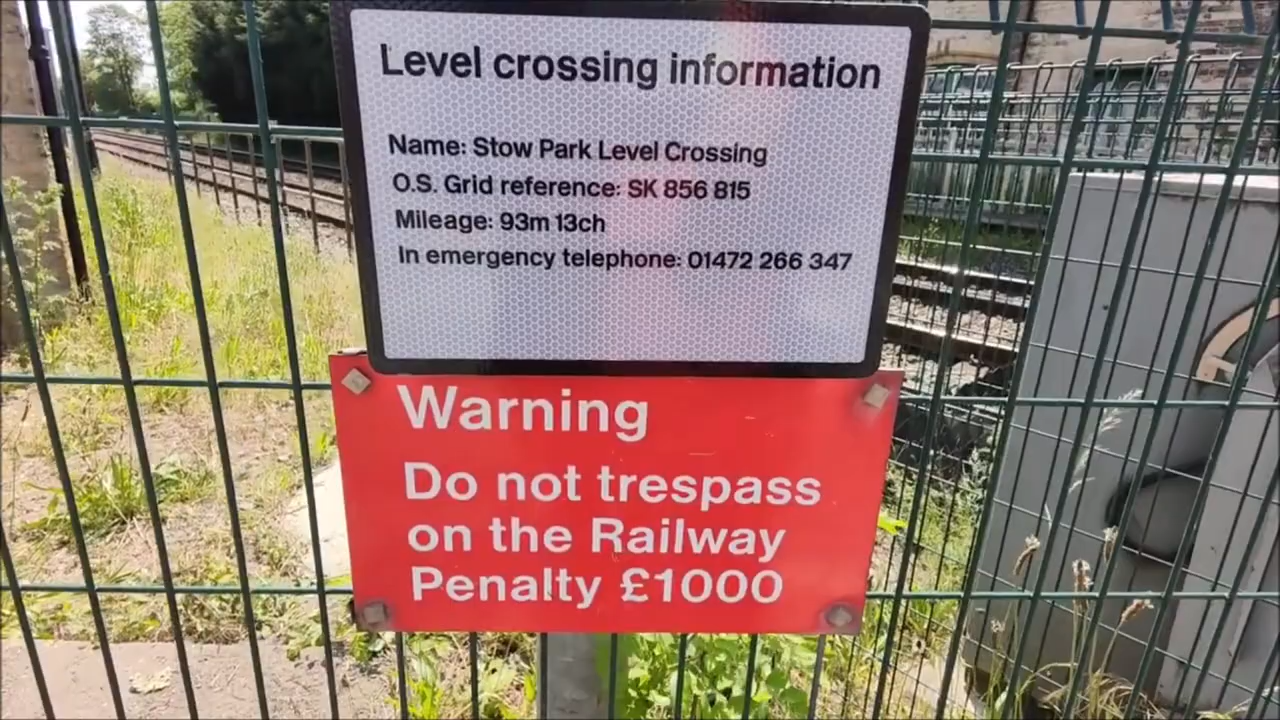 Level crossing information
Name: Stow Park Level Crossing
O.S. Grid reference: SK 856 815
Mileage: 93m 13ch
In emergency telephone: 01472 266 347
Warning
Do not trespass
on the Railway
Penalty £1000